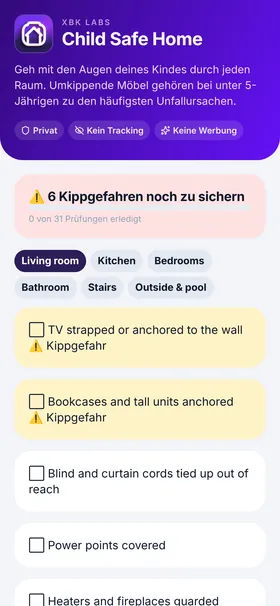 XBK LABS
Child Safe Home
Geh mit den Augen deines Kindes durch jeden
Raum. Umkippende Möbel gehören bei unter 5-
Jährigen zu den häufigsten Unfallursachen.
Privat
Kein Tracking
Keine Werbung
⚠️ 6 Kippgefahren noch zu sichern
0 von 31 Prüfungen erledigt
Living room
Kitchen
Bedrooms
Bathroom
Stairs
Outside & pool
TV strapped or anchored to the wall
⚠️ Kippgefahr
Bookcases and tall units anchored
⚠️ Kippgefahr
Blind and curtain cords tied up out of
reach
Power points covered
Heaters and fireplaces guarded